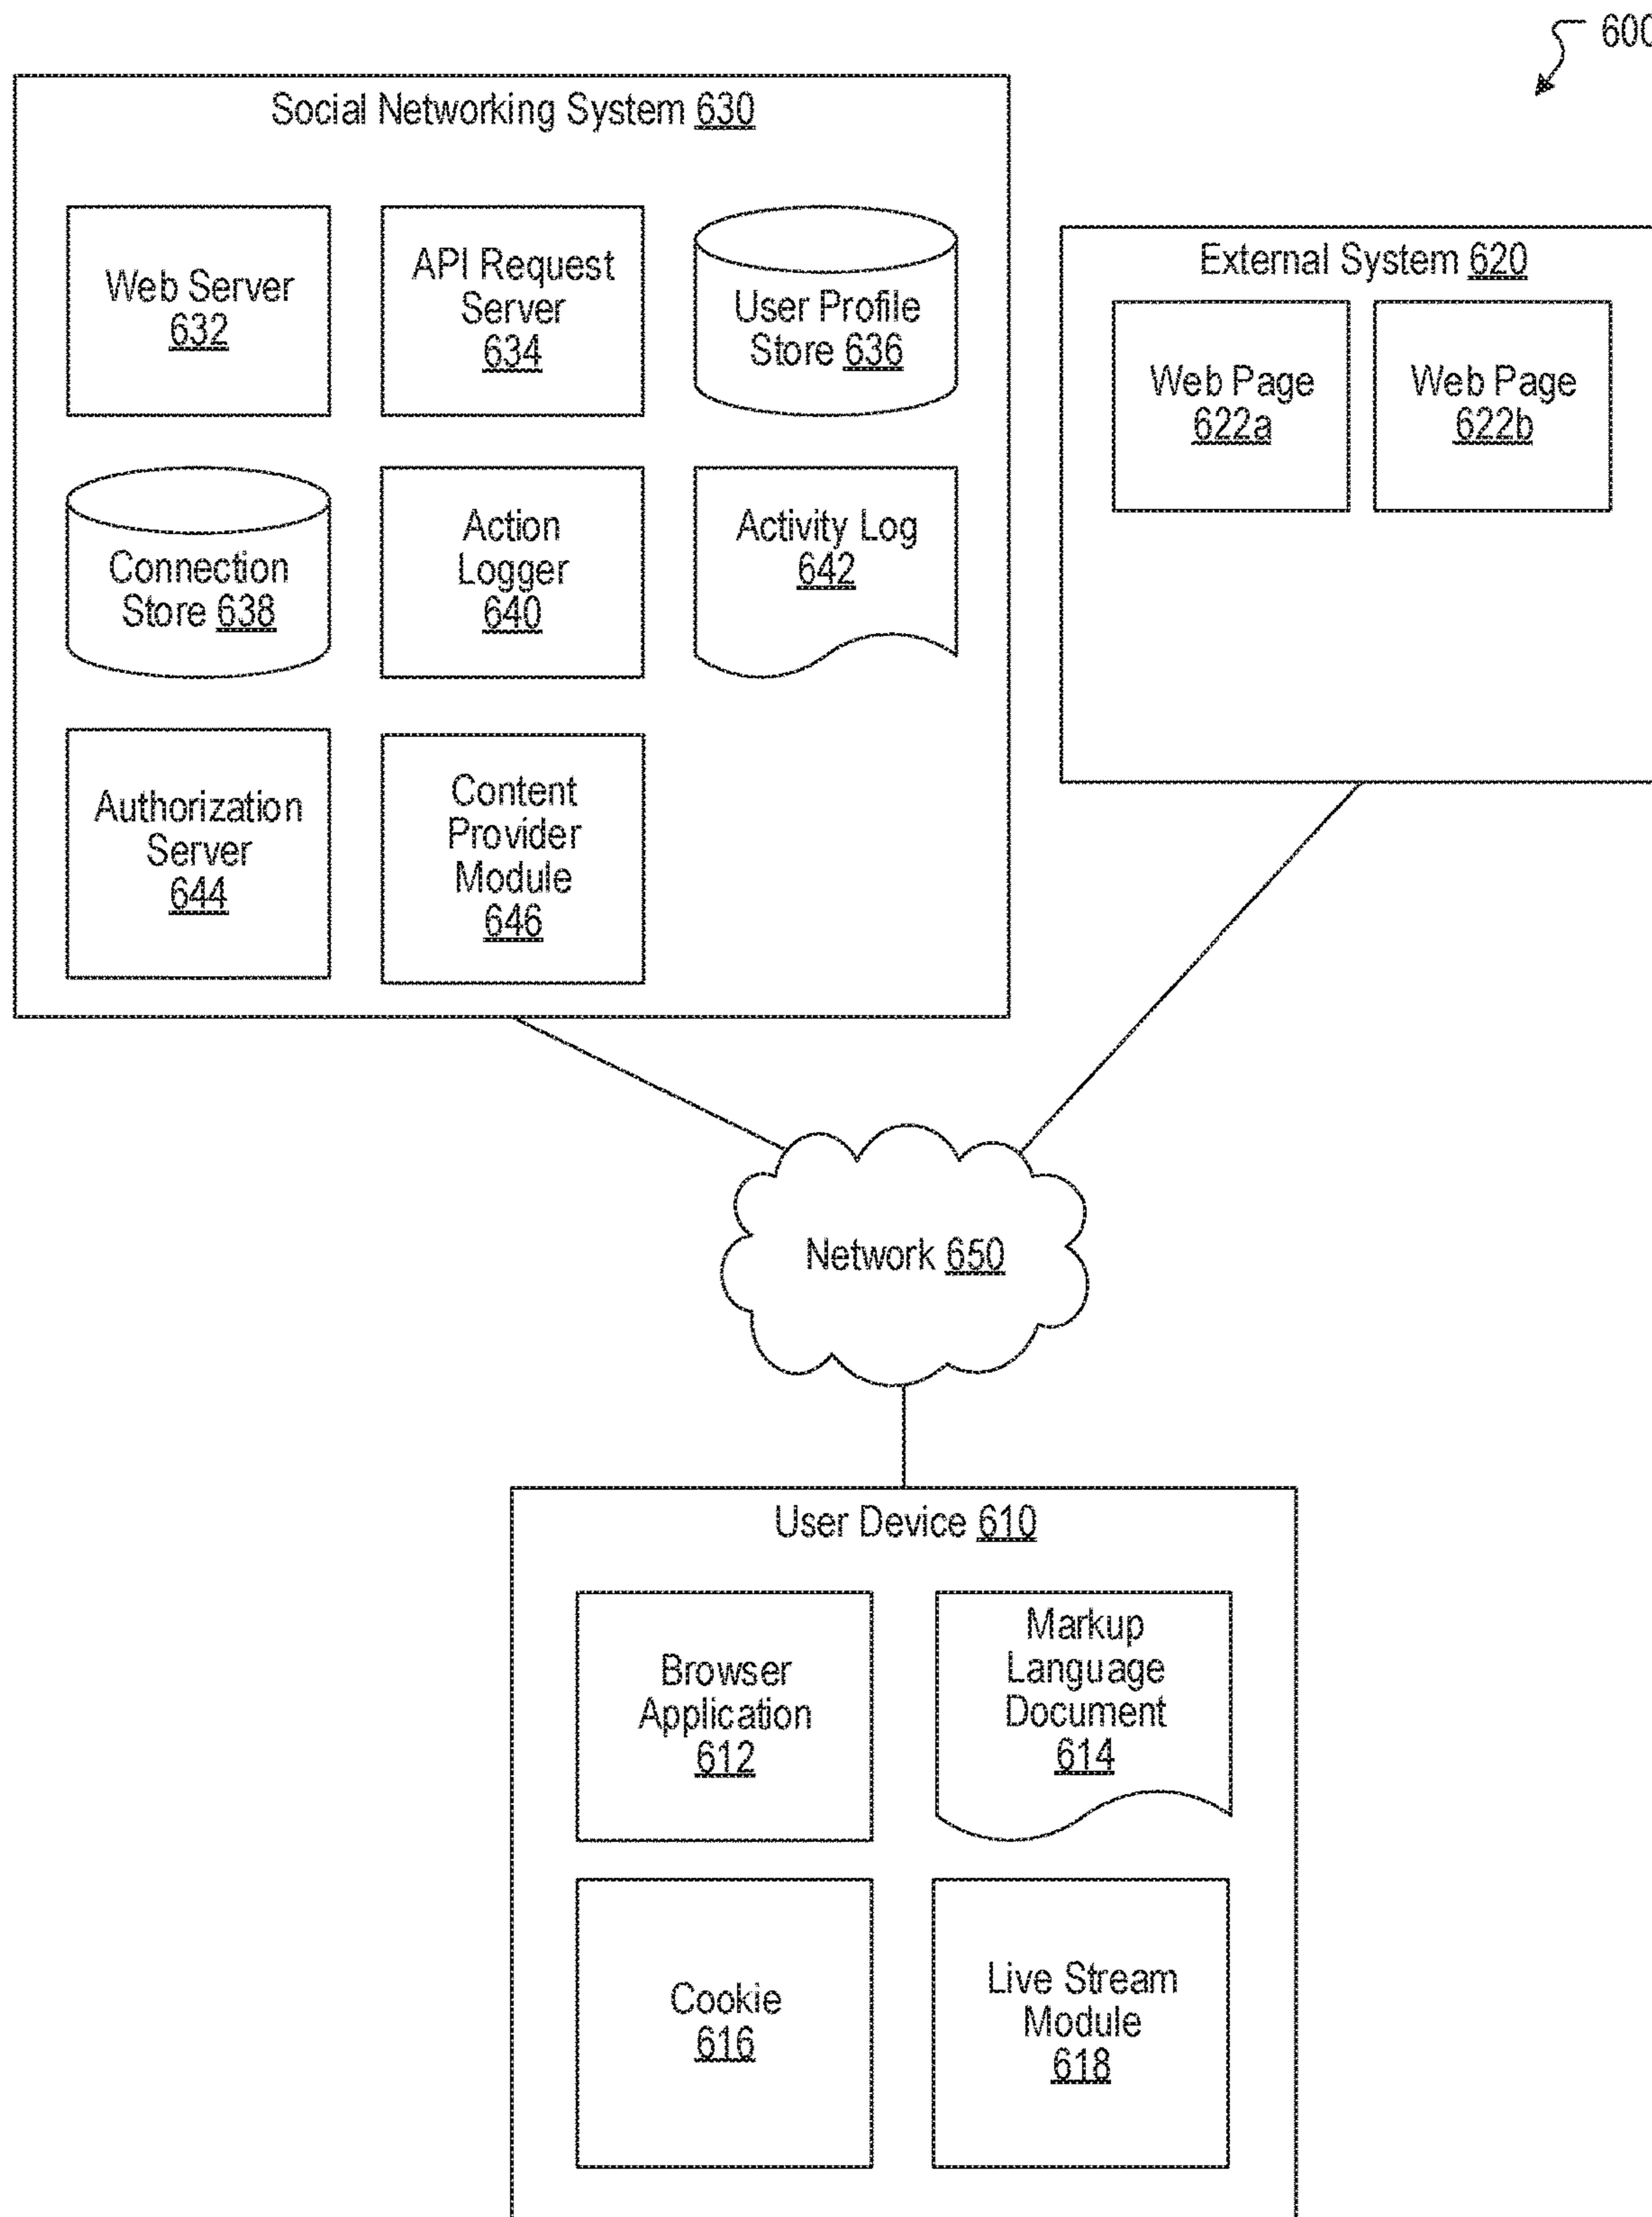 600
Social Networking System 630
Web Server
632
API Request
Server
634
User Profile
Store 636
Connection
Store 638
Action
Logger
640
Activity Log
642
Authorization
Server
644
Content
Provider
Module
646
External System 620
Web Page
622a
Web Page
622b
Network 650
User Device 610
Browser
Application
612
Markup
Language
Document
614
Cookie
616
Live Stream
Module
618